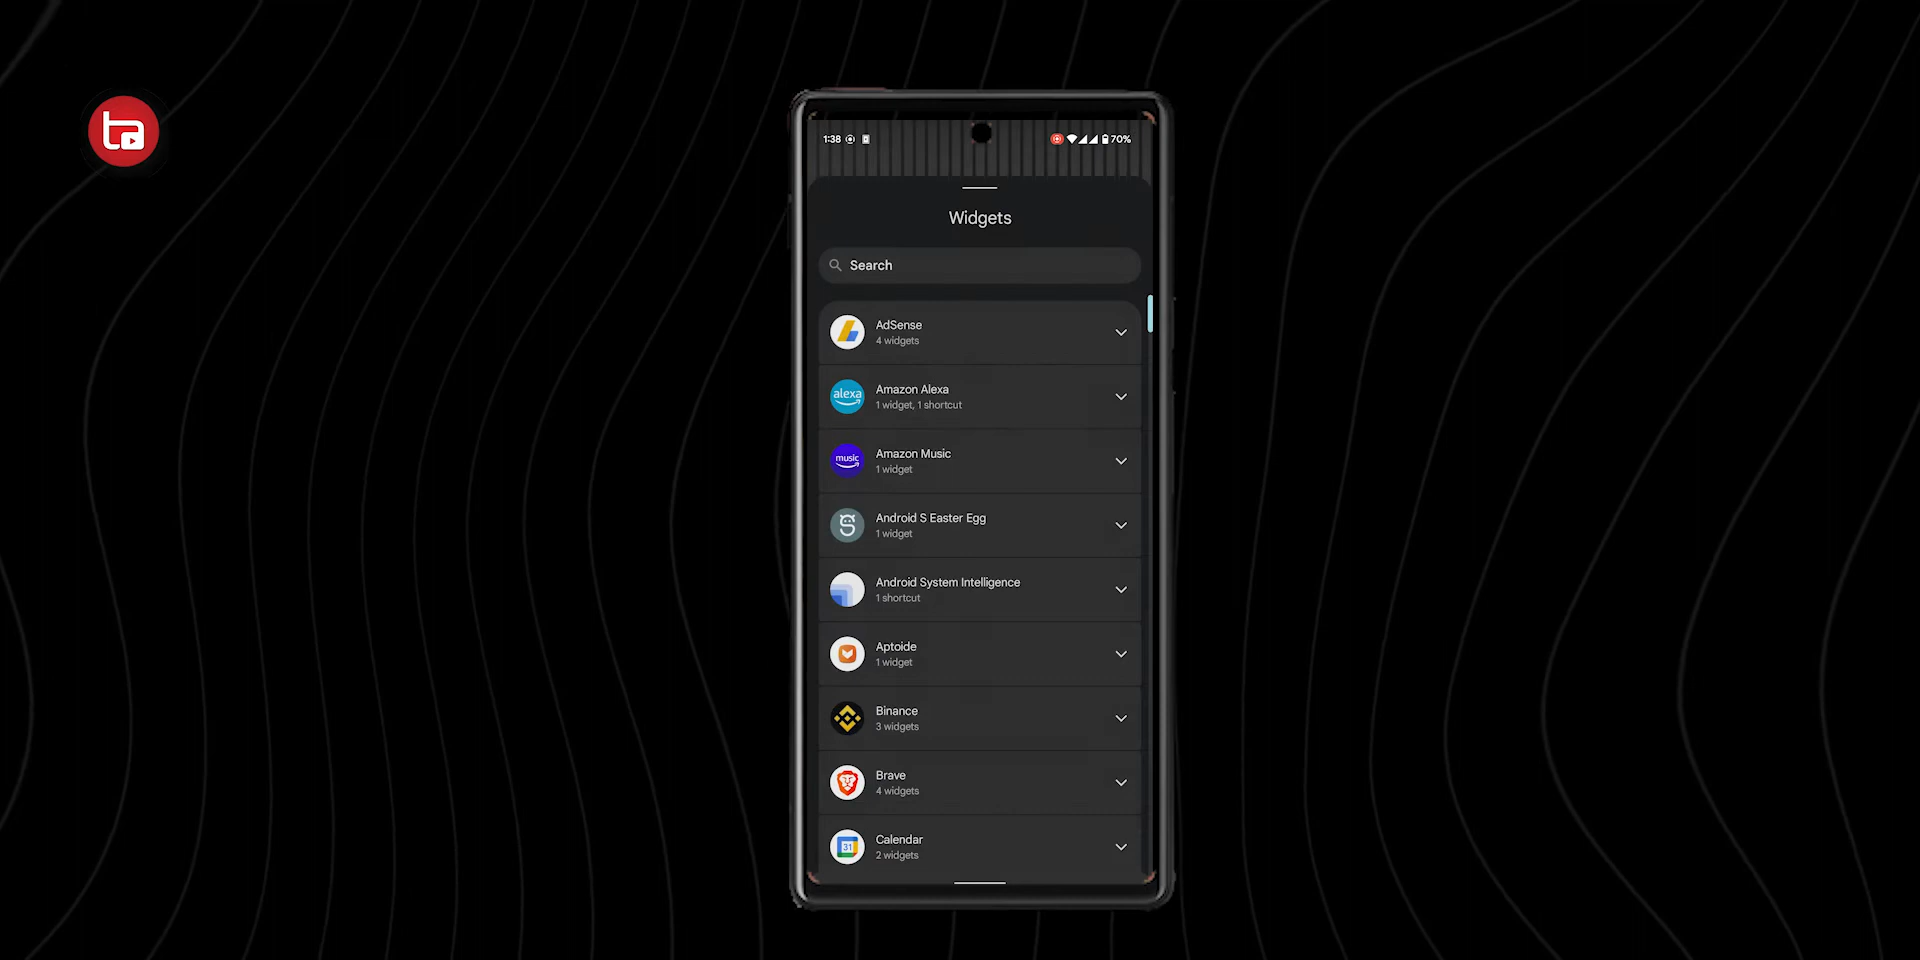 ta
1:38
70%
Widgets
Search
AdSense
4 widgets
alexa
Amazon Alexa
1 widget, 1 shortcut
music
Amazon Music
1 widget
Android S Easter Egg
1 widget
Android System Intelligence
1 shortcut
Aptoide
1 widget
Binance
3 widgets
Brave
4 widgets
31
Calendar
2 widgets